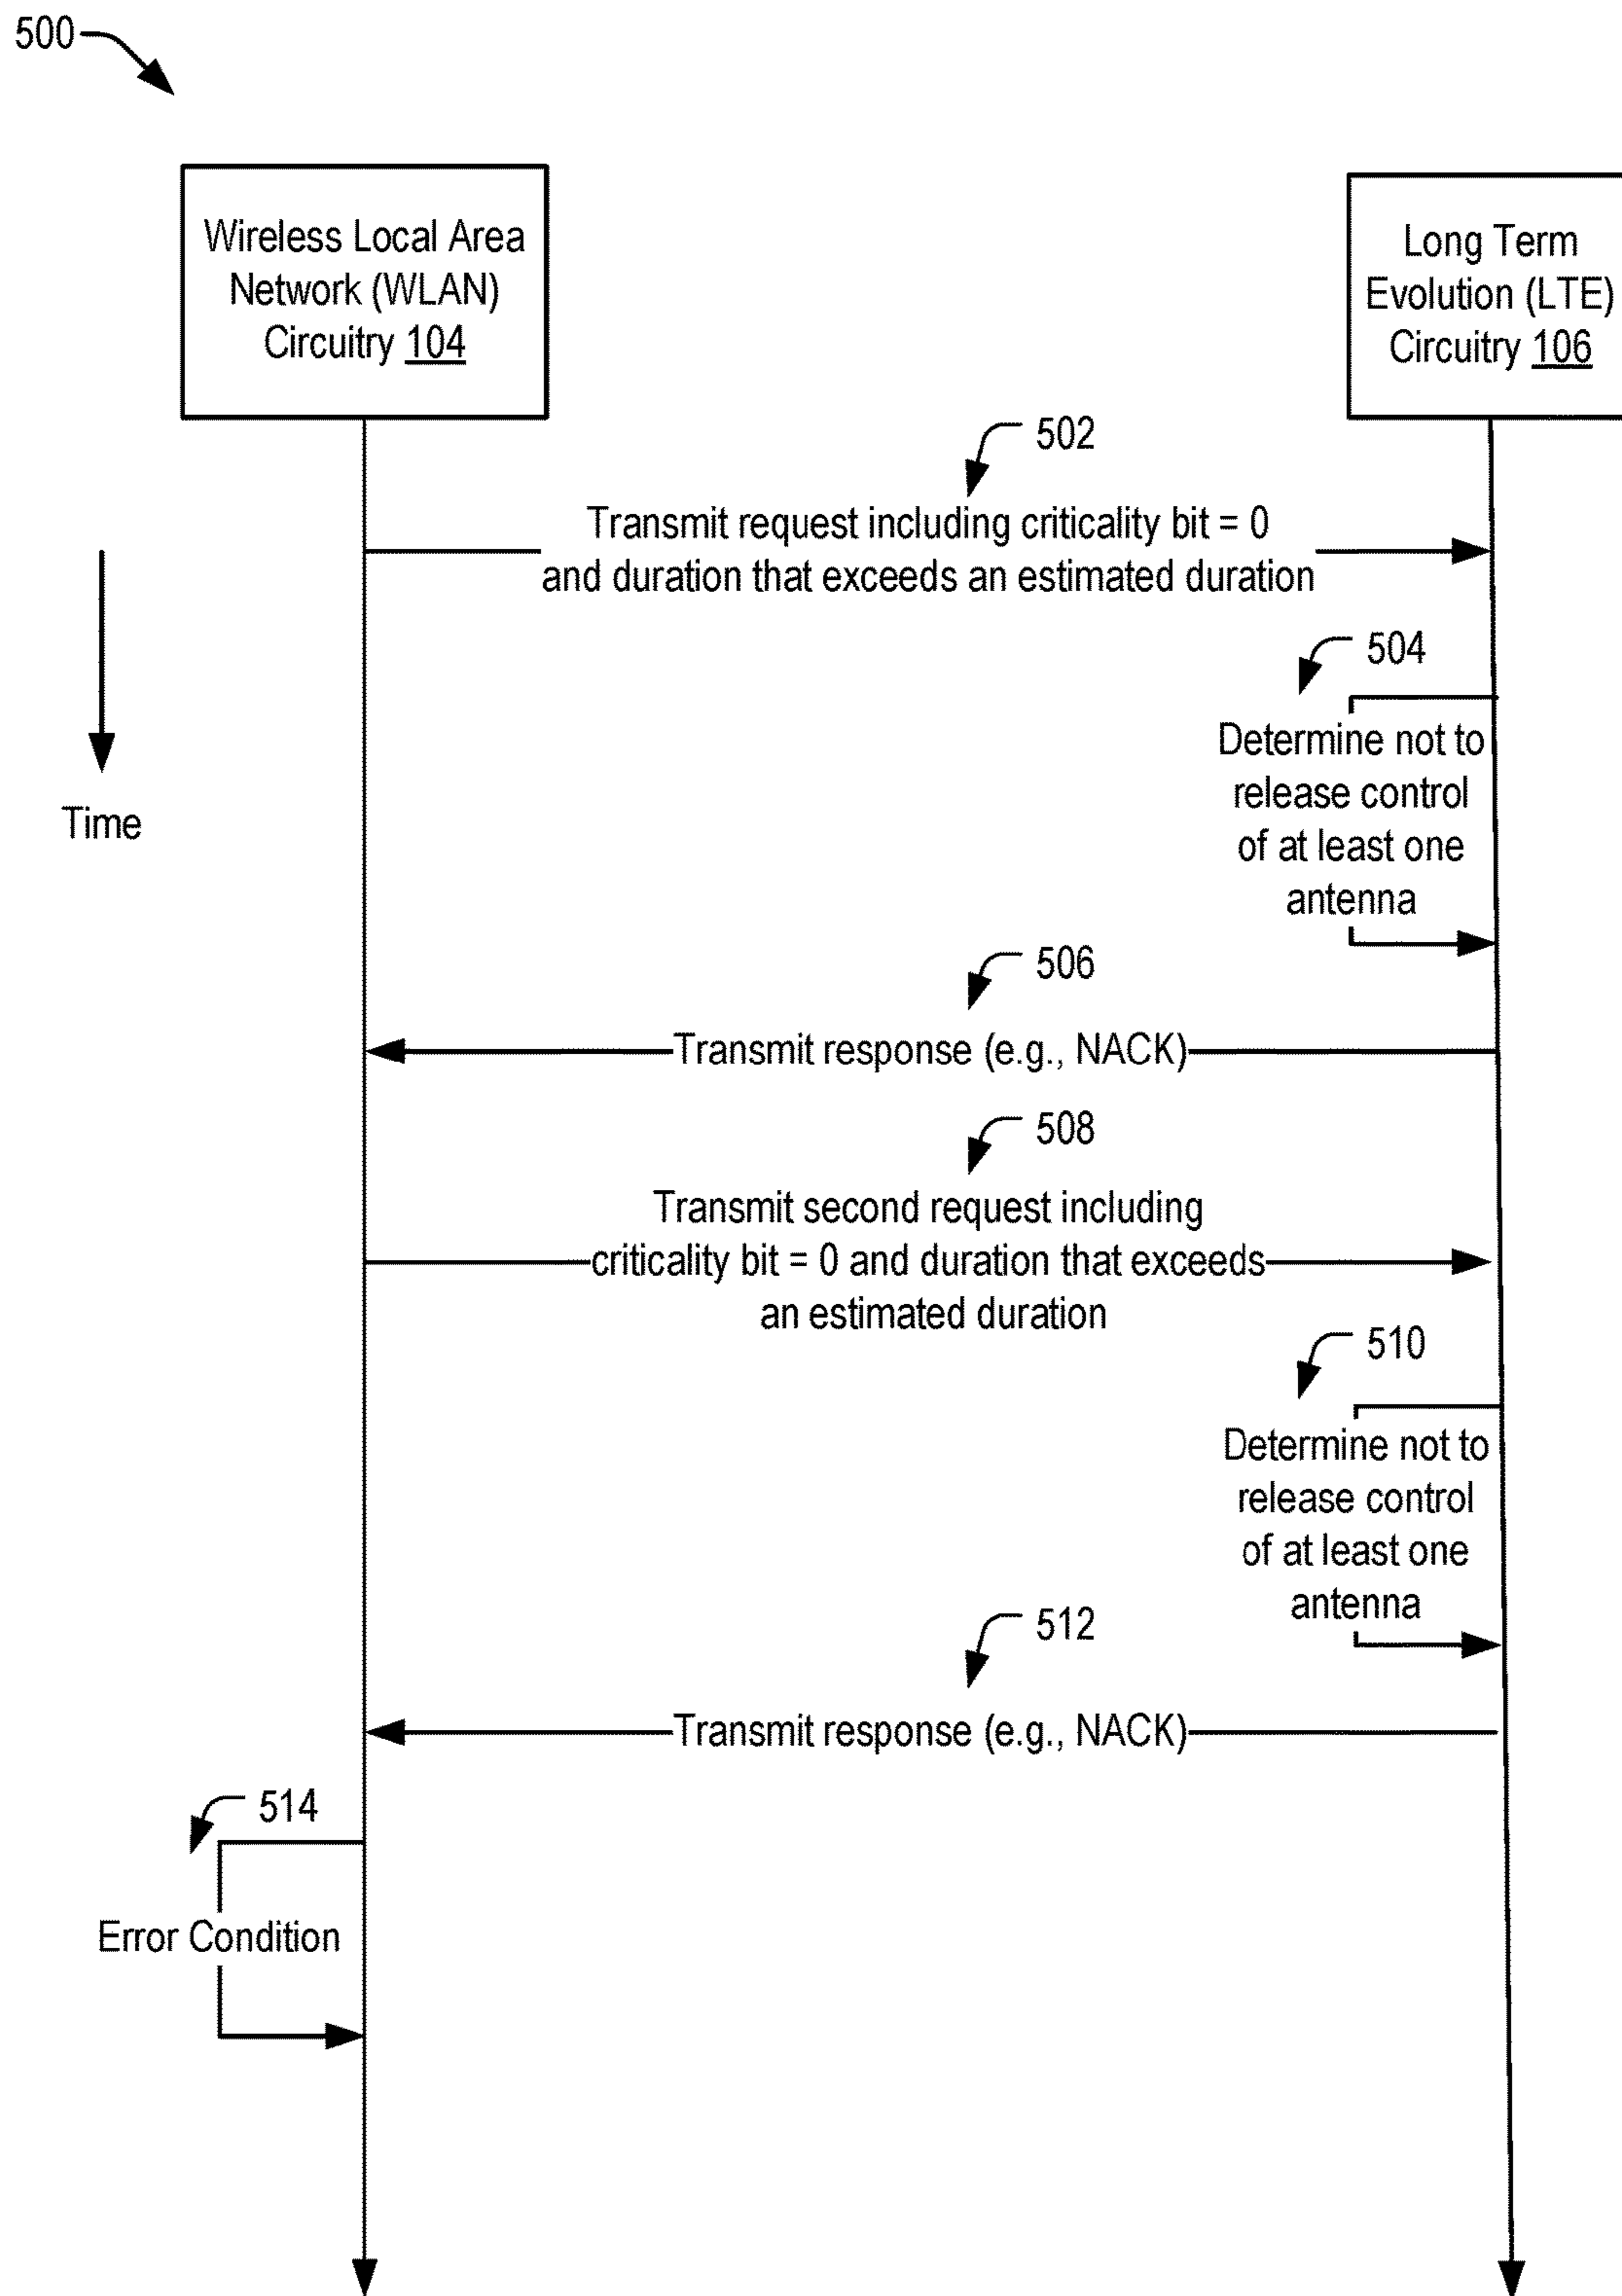 500
Wireless Local Area
Network (WLAN)
Circuitry 104
Long Term
Evolution (LTE)
Circuitry 106
502
Transmit request including criticality bit = 0
and duration that exceeds an estimated duration
Time
504
Determine not to
release control
of at least one
antenna
506
Transmit response (e.g., NACK)
508
Transmit second request including
criticality bit = 0 and duration that exceeds
an estimated duration
510
Determine not to
release control
of at least one
antenna
512
Transmit response (e.g., NACK)
514
Error Condition